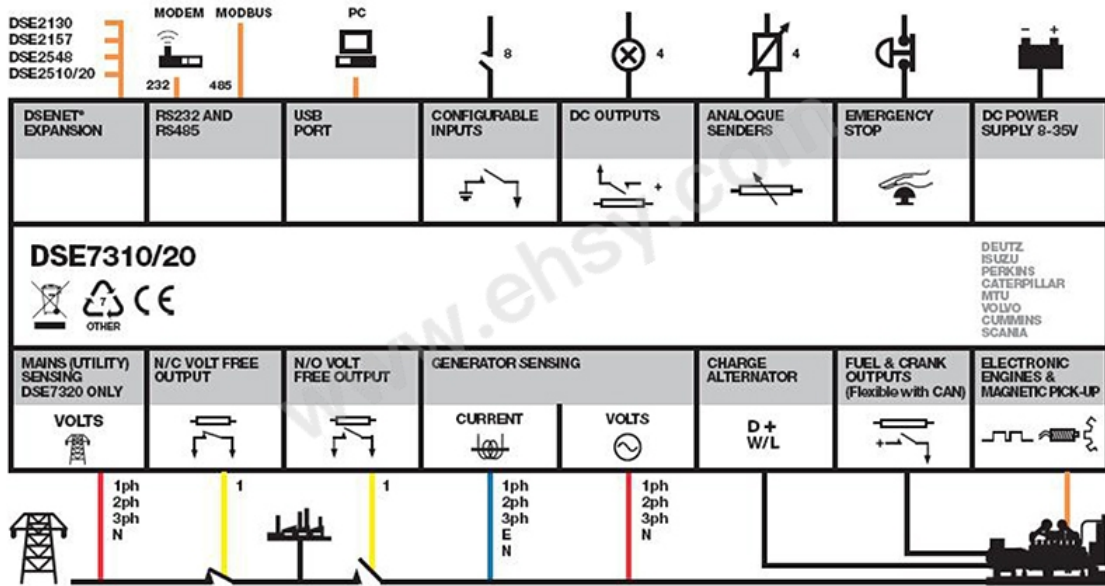 DSE2130
DSE2157
DSE2548
DSE2510/20
MODEM
MODBUS
PC
232
485
8
4
4
- +
DSENET®
EXPANSION
RS232 AND
RS485
USB
PORT
CONFIGURABLE
INPUTS
DC OUTPUTS
ANALOGUE
SENDERS
EMERGENCY
STOP
DC POWER
SUPPLY 8-35V
+
DSE7310/20
7
OTHER
CE
DEUTZ
ISUZU
PERKINS
CATERPILLAR
MTU
VOLVO
CUMMINS
SCANIA
www.ehsy.com
MAINS (UTILITY)
SENSING
DSE7320 ONLY
VOLTS
N/C VOLT FREE
OUTPUT
N/O VOLT
FREE OUTPUT
GENERATOR SENSING
CURRENT
VOLTS
CHARGE
ALTERNATOR
D+
W/L
FUEL & CRANK
OUTPUTS
(Flexible with CAN)
+
ELECTRONIC
ENGINES &
MAGNETIC PICK-UP
1ph
2ph
3ph
N
1
1
1ph
2ph
3ph
E
N
1ph
2ph
3ph
N